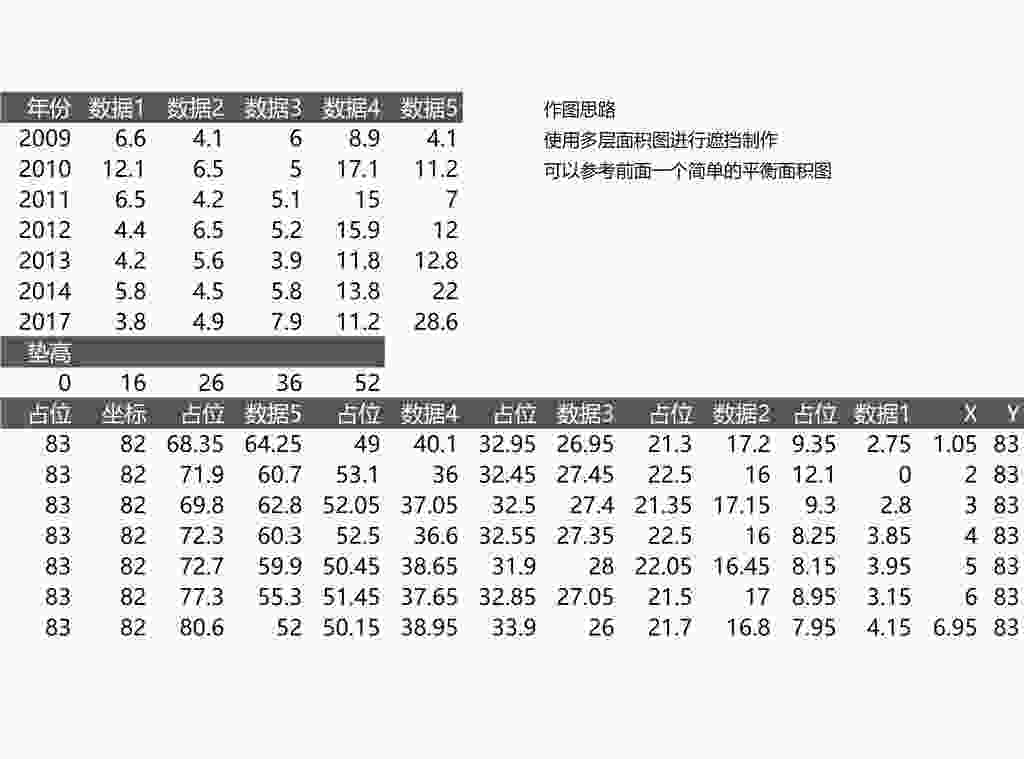 年份 数据1 数据2 数据3 数据4 数据5 作图思路
2009 6.6 4.1 6 8.9 4.1 使用多层面积图进行遮挡制作
2010 12.1 6.5 5 17.1 11.2 可以参考前面一个简单的平衡面积图
2011 6.5 4.2 5.1 15 7
2012 4.4 6.5 5.2 15.9 12
2013 4.2 5.6 3.9 11.8 12.8
2014 5.8 4.5 5.8 13.8 22
2017 3.8 4.9 7.9 11.2 28.6
垫高
0 16 26 36 52
占位 坐标 占位 数据5 占位 数据4 占位 数据3 占位 数据2 占位 数据1 X Y
83 82 68.35 64.25 49 40.1 32.95 26.95 21.3 17.2 9.35 2.75 1.05 83
83 82 71.9 60.7 53.1 36 32.45 27.45 22.5 16 12.1 0 2 83
83 82 69.8 62.8 52.05 37.05 32.5 27.4 21.35 17.15 9.3 2.8 3 83
83 82 72.3 60.3 52.5 36.6 32.55 27.35 22.5 16 8.25 3.85 4 83
83 82 72.7 59.9 50.45 38.65 31.9 28 22.05 16.45 8.15 3.95 5 83
83 82 77.3 55.3 51.45 37.65 32.85 27.05 21.5 17 8.95 3.15 6 83
83 82 80.6 52 50.15 38.95 33.9 26 21.7 16.8 7.95 4.15 6.95 83